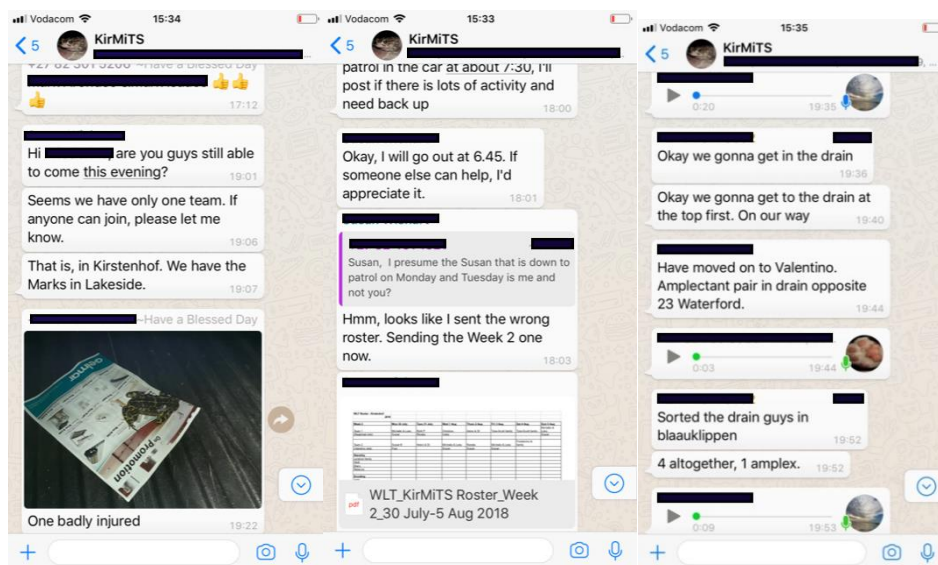 Vodacom 15:34
5 KirMiTS
~Have a Blessed Day
17:12
Hi are you guys still able
to come this evening?
19:01
Seems we have only one team. If
anyone can join, please let me
know.
19:06
That is, in Kirstenhof. We have the
Marks in Lakeside.
19:07
~Have a Blessed Day
on Promotion
One badly injured
19:22
Vodacom 15:33
5 KirMiTS
patrol in the car at about 7:30, I'll
post if there is lots of activity and
need back up
18:00
Okay, I will go out at 6.45. If
someone else can help, I'd
appreciate it.
18:01
Susan, I presume the Susan that is down to
patrol on Monday and Tuesday is me and
not you?
Hmm, looks like I sent the wrong
roster. Sending the Week 2 one
now.
18:03
pdf
WLT_KirMiTS Roster_Week
2_30 July-5 Aug 2018
Vodacom 15:35
5 KirMiTS
0:20 19:35
Okay we gonna get in the drain
19:36
Okay we gonna get to the drain at
the top first. On our way
19:40
Have moved on to Valentino.
Amplectant pair in drain opposite
23 Waterford.
19:44
0:03 19:44
Sorted the drain guys in
blaauklippen
19:52
4 altogether, 1 amplex.
19:52
0:09 19:53